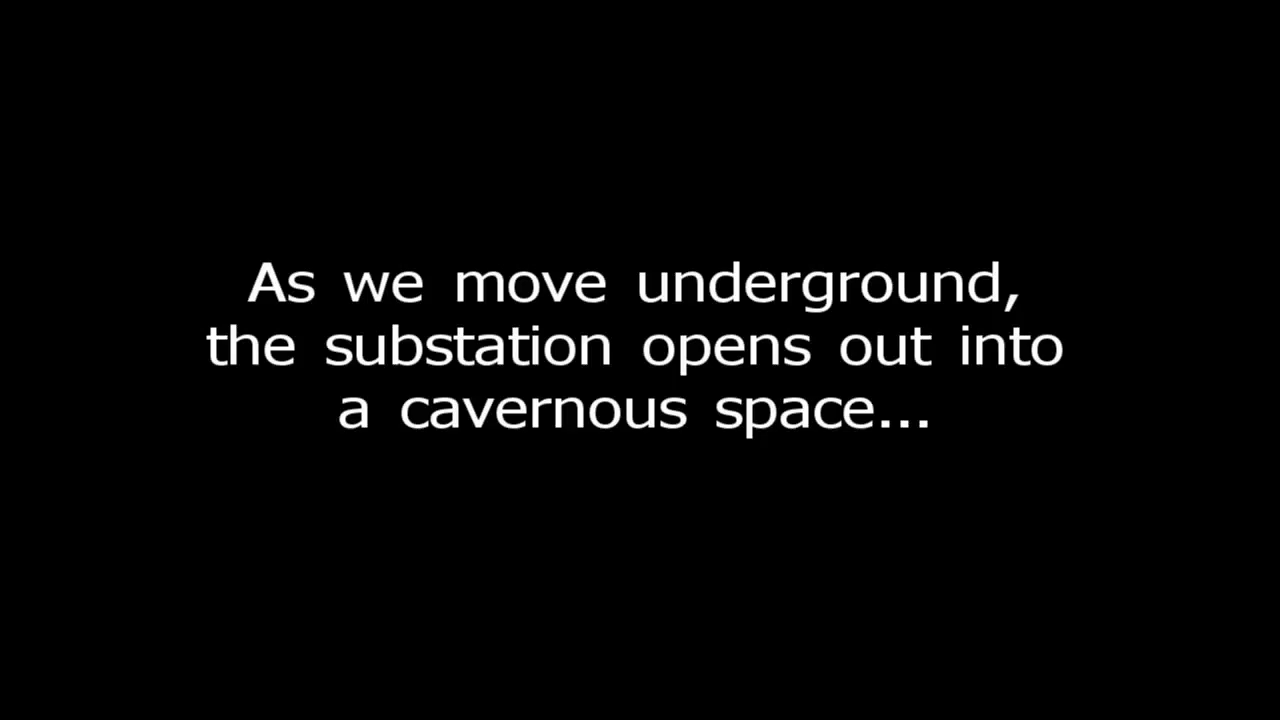 As we move underground,
the substation opens out into
a cavernous space...